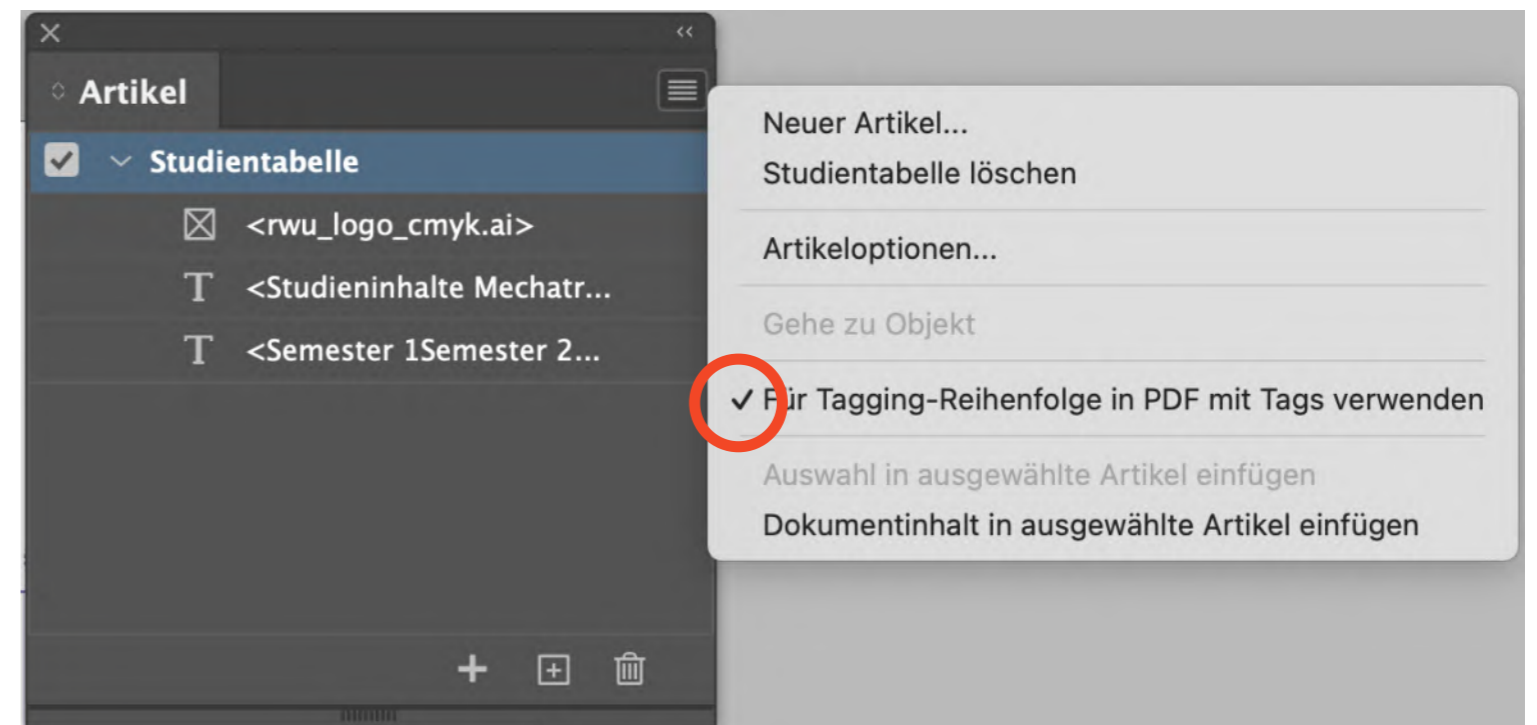 Artikel
Studientabelle
<rwu_logo_cmyk.ai>
<Studieninhalte Mechatr...
<Semester 1Semester 2...
Neuer Artikel...
Studientabelle löschen
Artikeloptionen...
Gehe zu Objekt
Für Tagging-Reihenfolge in PDF mit Tags verwenden
Auswahl in ausgewählte Artikel einfügen
Dokumentinhalt in ausgewählte Artikel einfügen